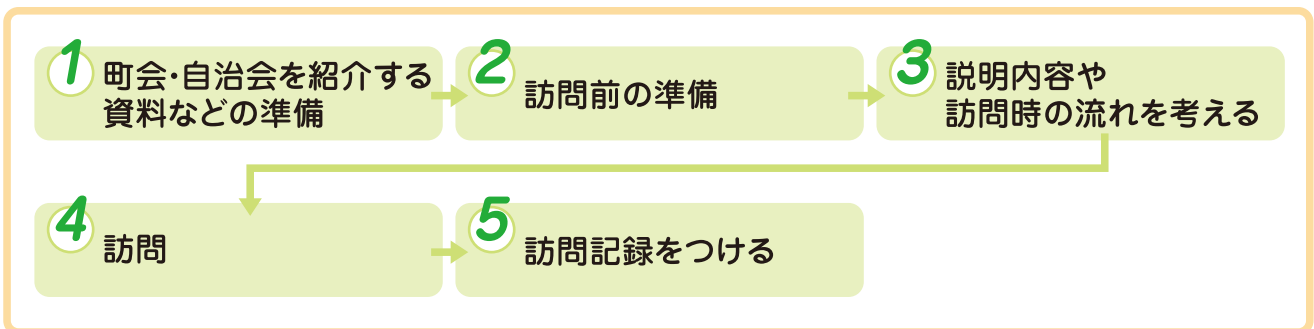 1
町会・自治会を紹介する
資料などの準備
2
訪問前の準備
3
説明内容や
訪問時の流れを考える
4
訪問
5
訪問記録をつける